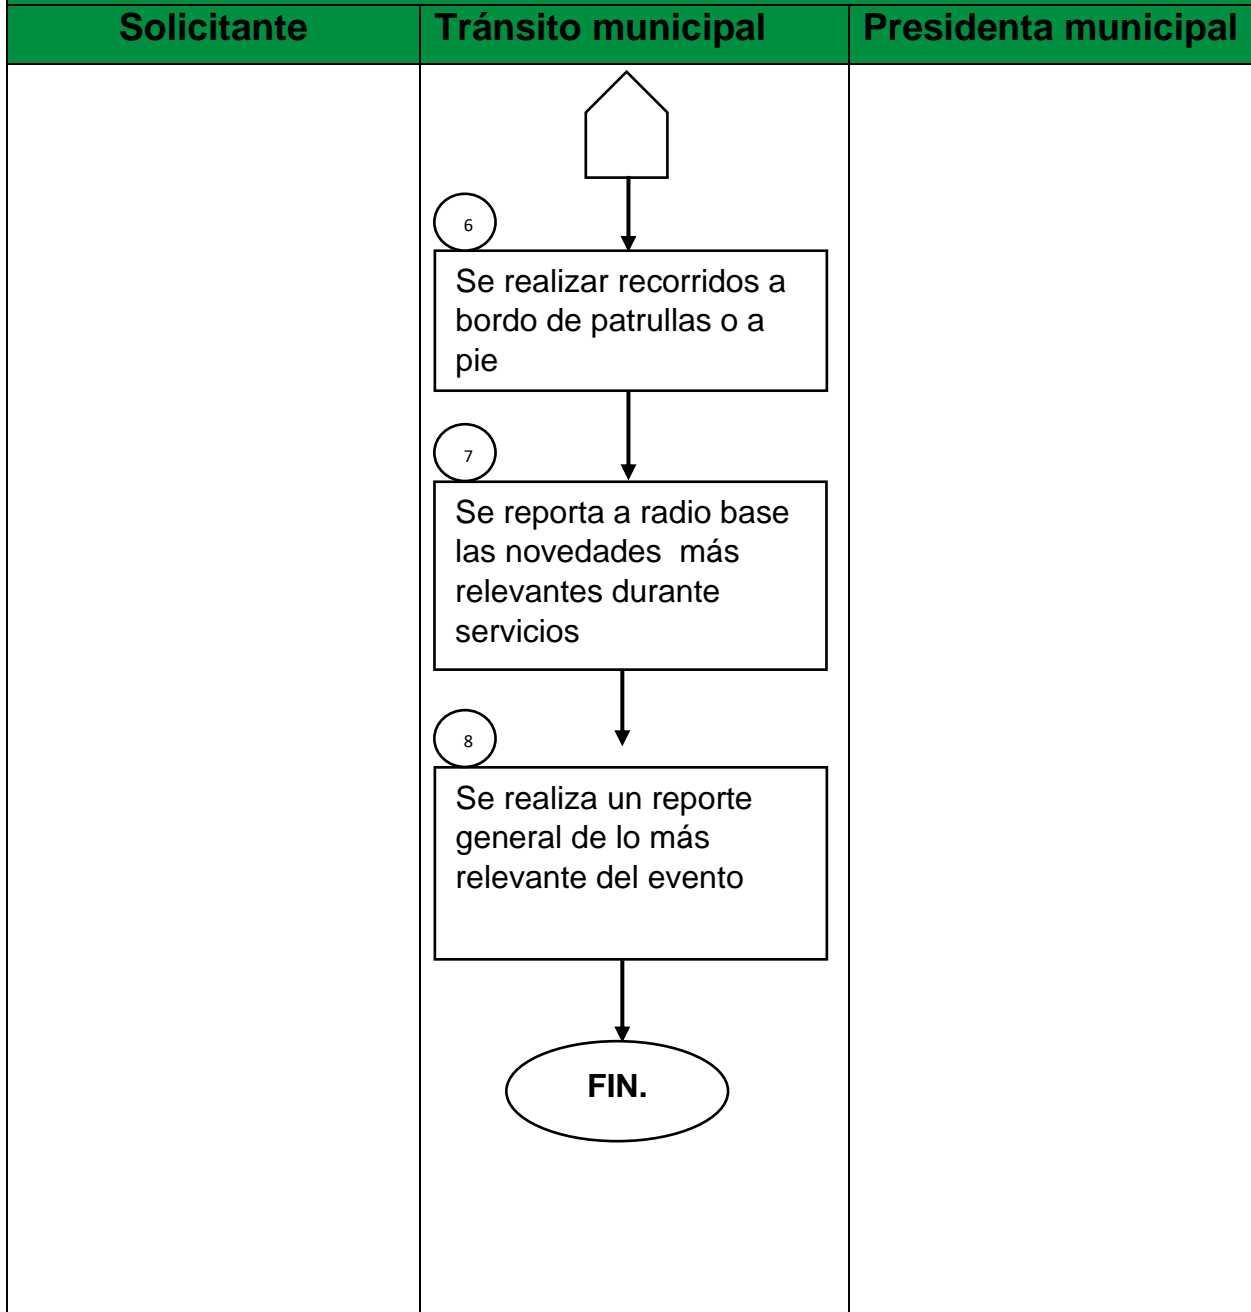 Solicitante
Tránsito municipal
Presidenta municipal
6
Se realizar recorridos a
bordo de patrullas o a
pie
7
Se reporta a radio base
las novedades  más
relevantes durante
servicios
8
Se realiza un reporte
general de lo más
relevante del evento
FIN.